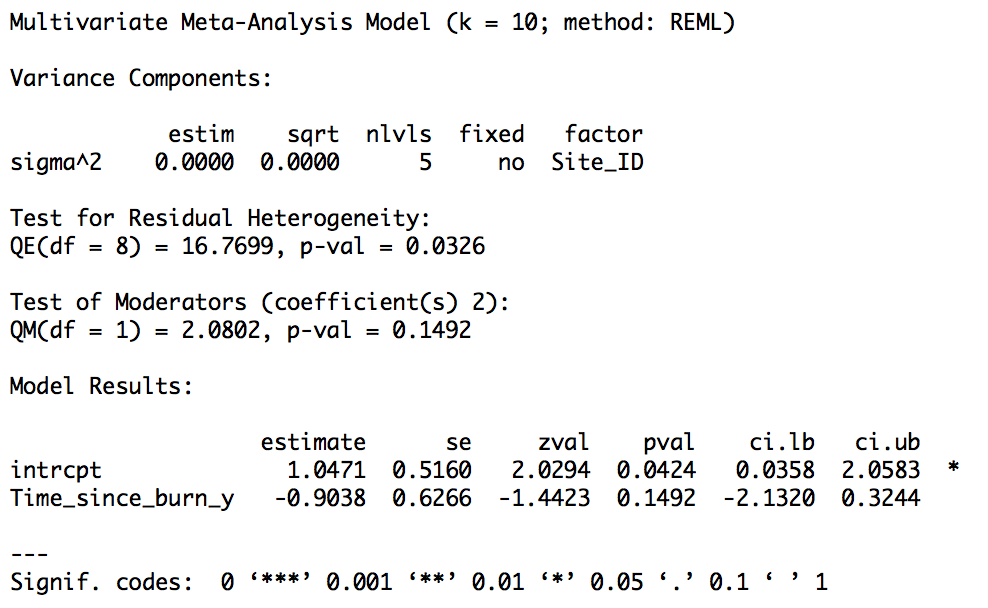 Multivariate Meta-Analysis Model (k = 10; method: REML)
Variance Components:
estim sqrt nlvls fixed factor
sigma^2 0.0000 0.0000 5 no Site_ID
Test for Residual Heterogeneity:
QE(df = 8) = 16.7699, p-val = 0.0326
Test of Moderators (coefficient(s) 2):
QM(df = 1) = 2.0802, p-val = 0.1492
Model Results:
estimate se zval pval ci.lb ci.ub
intrcpt 1.0471 0.5160 2.0294 0.0424 0.0358 2.0583 *
Time_since_burn_y -0.9038 0.6266 -1.4423 0.1492 -2.1320 0.3244
---
Signif. codes: 0 ‘***’ 0.001 ‘**’ 0.01 ‘*’ 0.05 ‘.’ 0.1 ‘ ’ 1